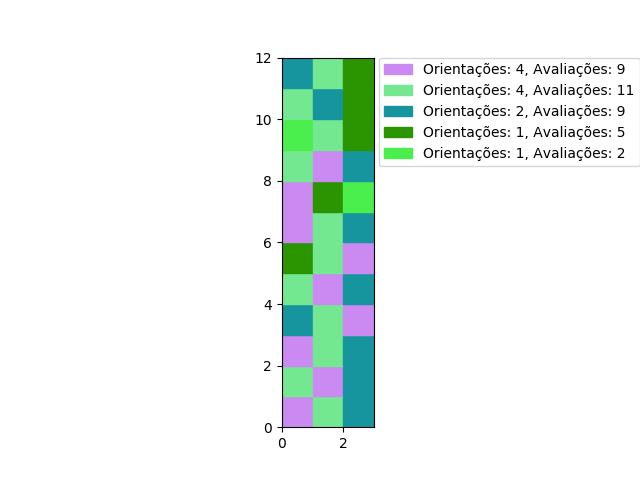 Orientações: 4, Avaliações: 9
Orientações: 4, Avaliações: 11
Orientações: 2, Avaliações: 9
Orientações: 1, Avaliações: 5
Orientações: 1, Avaliações: 2
12
10
8
6
4
2
0
0 2